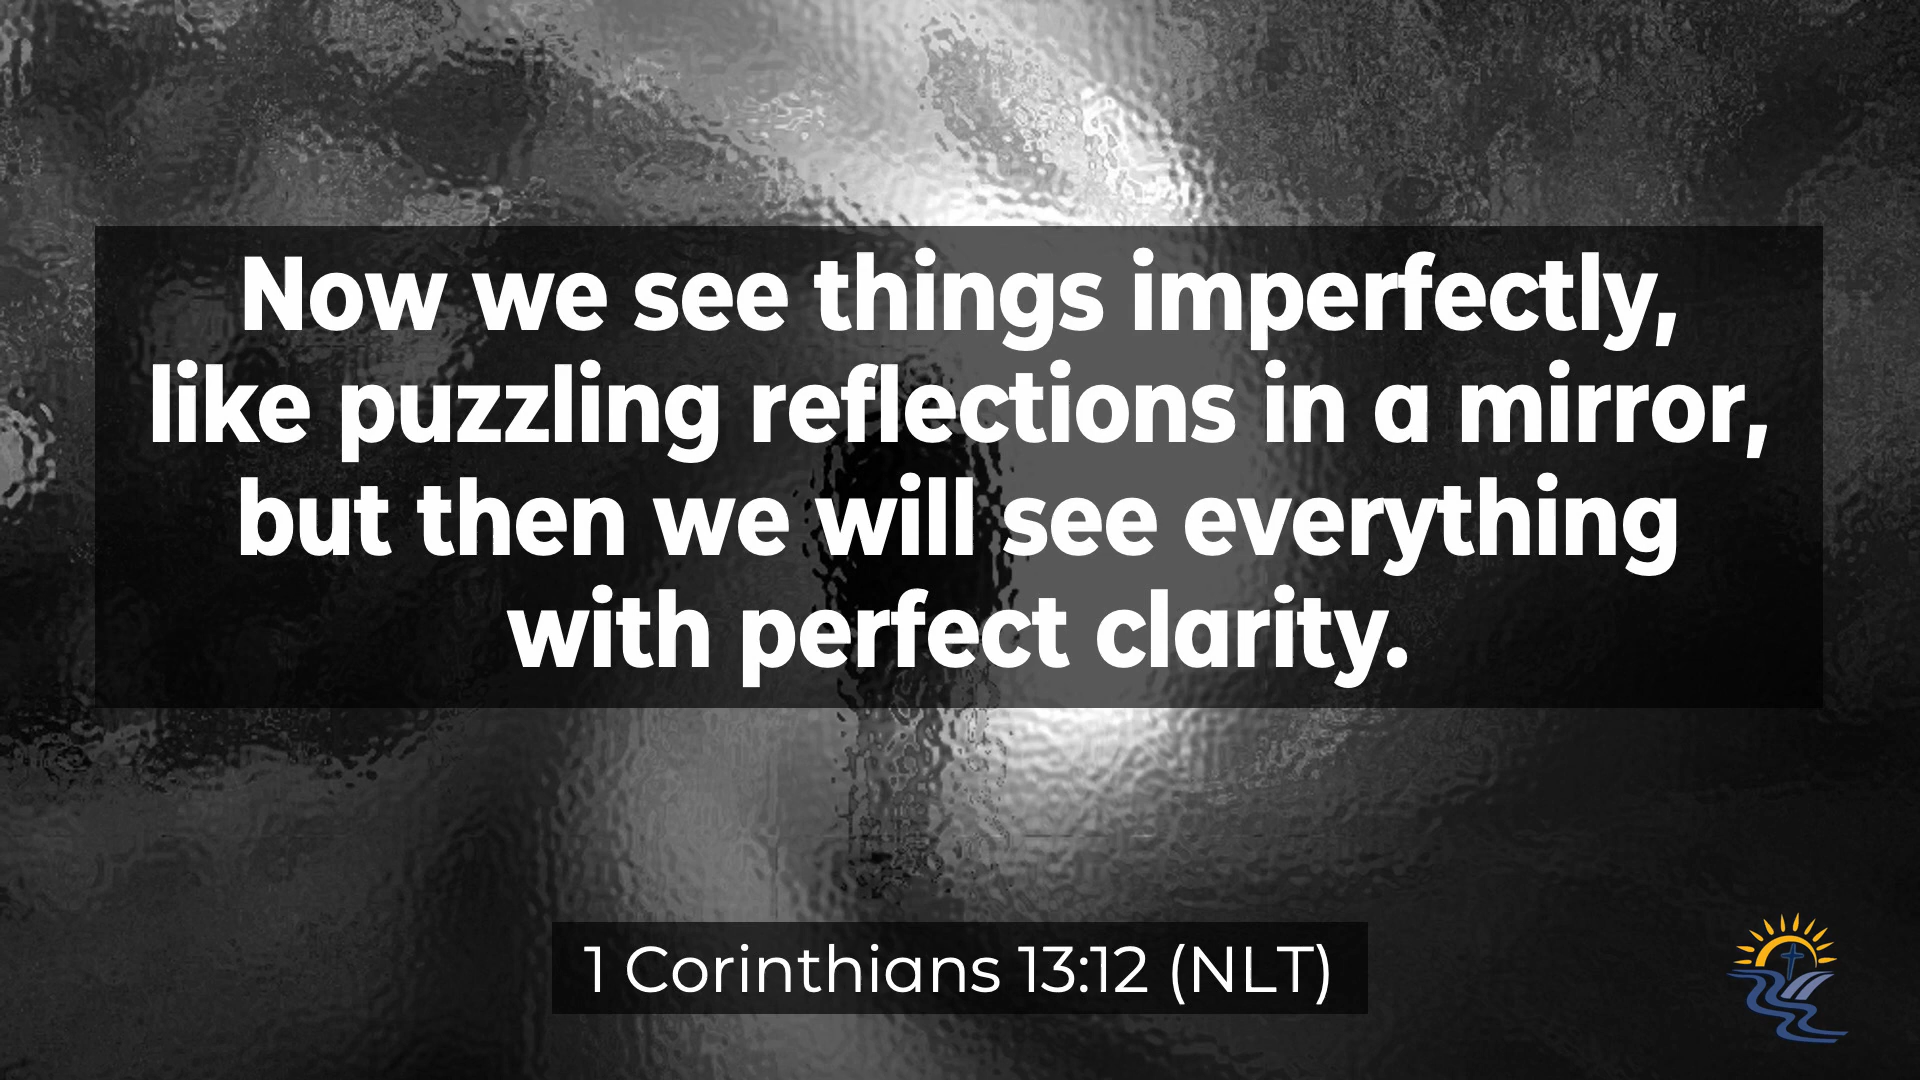 Now we see things imperfectly,
like puzzling reflections in a mirror,
but then we will see everything
with perfect clarity.
1 Corinthians 13:12 (NLT)